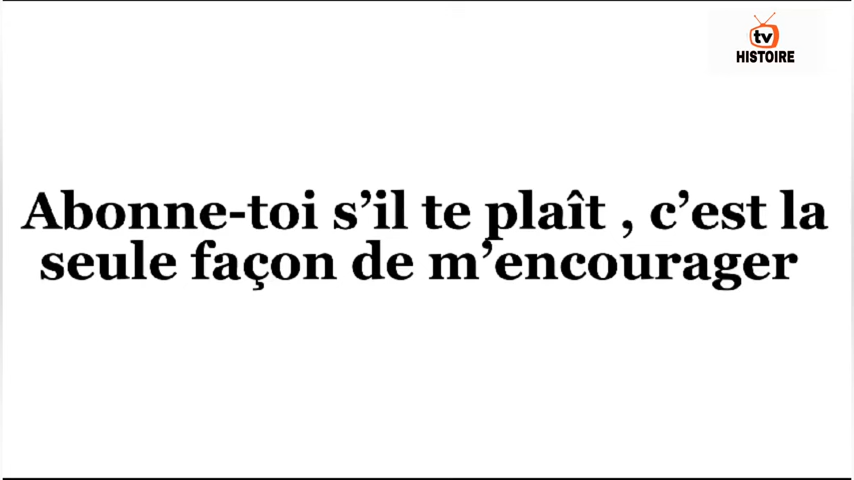 tv
HISTOIRE
Abonne-toi s’il te plaît , c’est la
seule façon de m’encourager